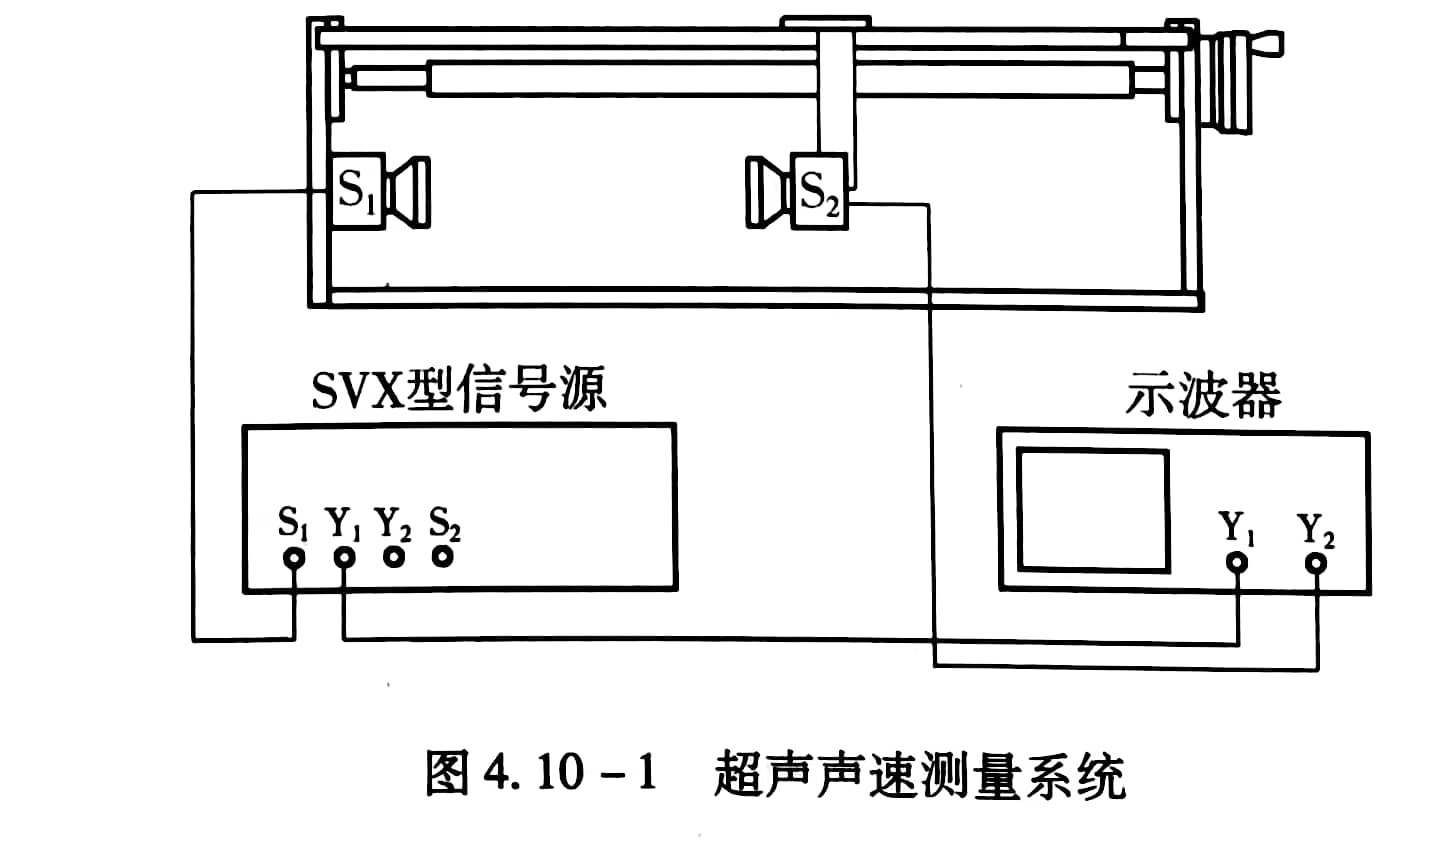 S₁
S₂
SVX型信号源
示波器
S₁ Y₁ Y₂ S₂
Y₁ Y₂
图 4. 10 - 1 超声声速测量系统